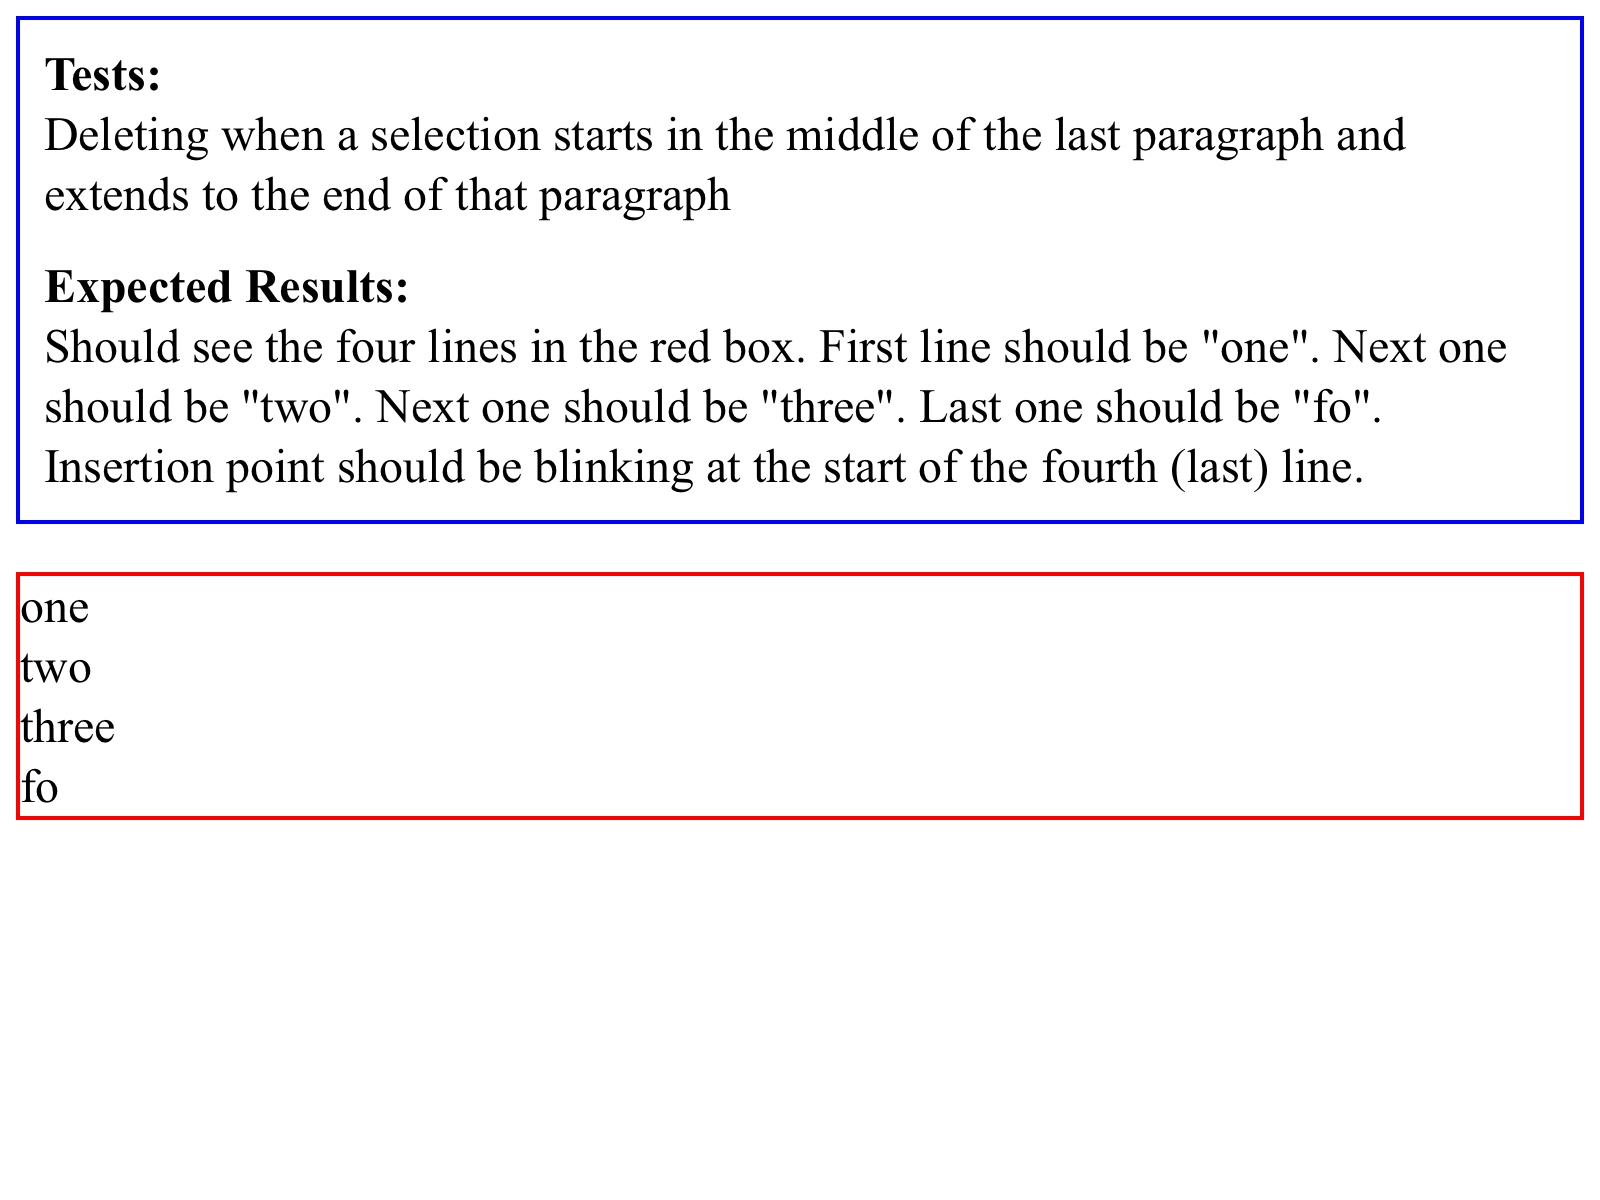 Tests:
Deleting when a selection starts in the middle of the last paragraph and
extends to the end of that paragraph
Expected Results:
Should see the four lines in the red box. First line should be "one". Next one
should be "two". Next one should be "three". Last one should be "fo".
Insertion point should be blinking at the start of the fourth (last) line.
one
two
three
fo